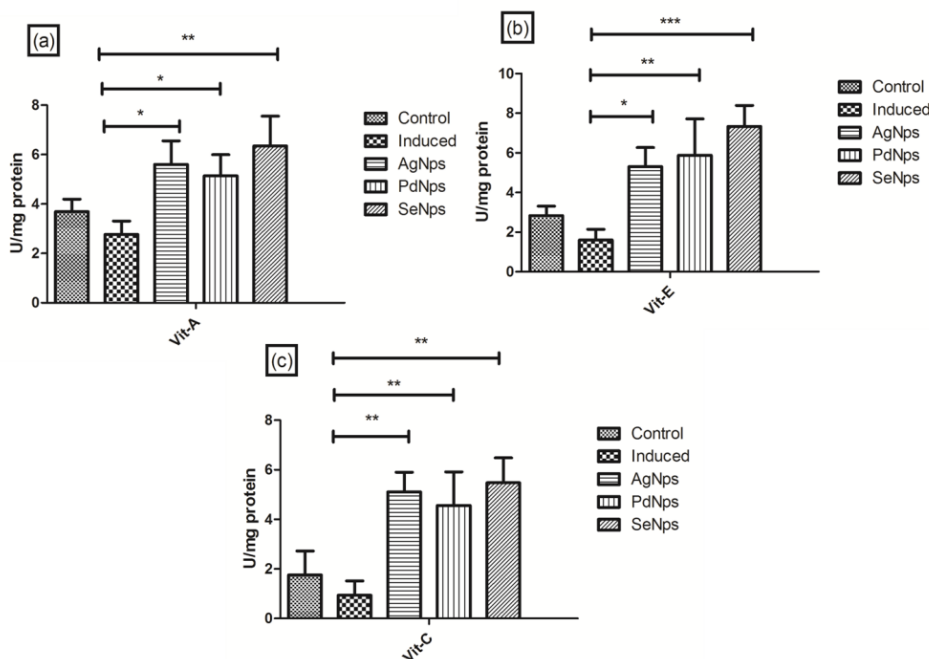 (a)
**
*
*
8
6
4
2
0
U/mg protein
Vit-A
Control
Induced
AgNps
PdNps
SeNps
(b)
***
**
*
10
8
6
4
2
0
U/mg protein
Vit-E
Control
Induced
AgNps
PdNps
SeNps
(c)
**
**
**
8
6
4
2
0
U/mg protein
Vit-C
Control
Induced
AgNps
PdNps
SeNps